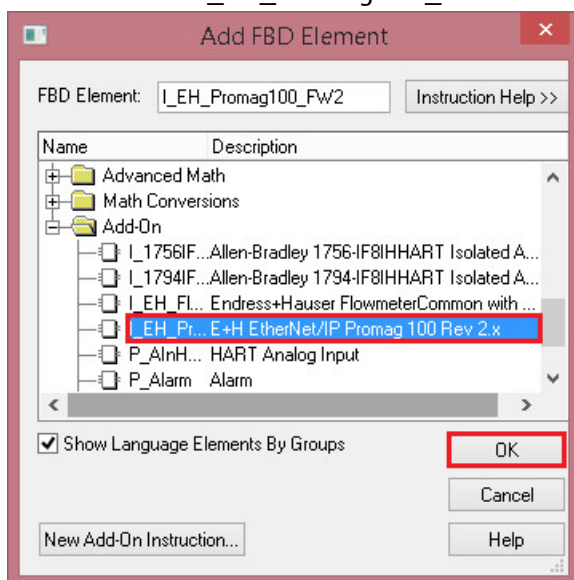 Add FBD Element
FBD Element: I_EH_Promag100_FW2 Instruction Help >>
Name Description
Advanced Math
Math Conversions
Add-On
I_1756IF...Allen-Bradley 1756-IF8IHHART Isolated A...
I_1794IF...Allen-Bradley 1794-IF8IHHART Isolated A...
I_EH_Fl... Endress+Hauser FlowmeterCommon with ...
I_EH_Pr... E+H EtherNet/IP Promag 100 Rev 2.x
P_AInH... HART Analog Input
P_Alarm Alarm
Show Language Elements By Groups
OK
Cancel
New Add-On Instruction... Help